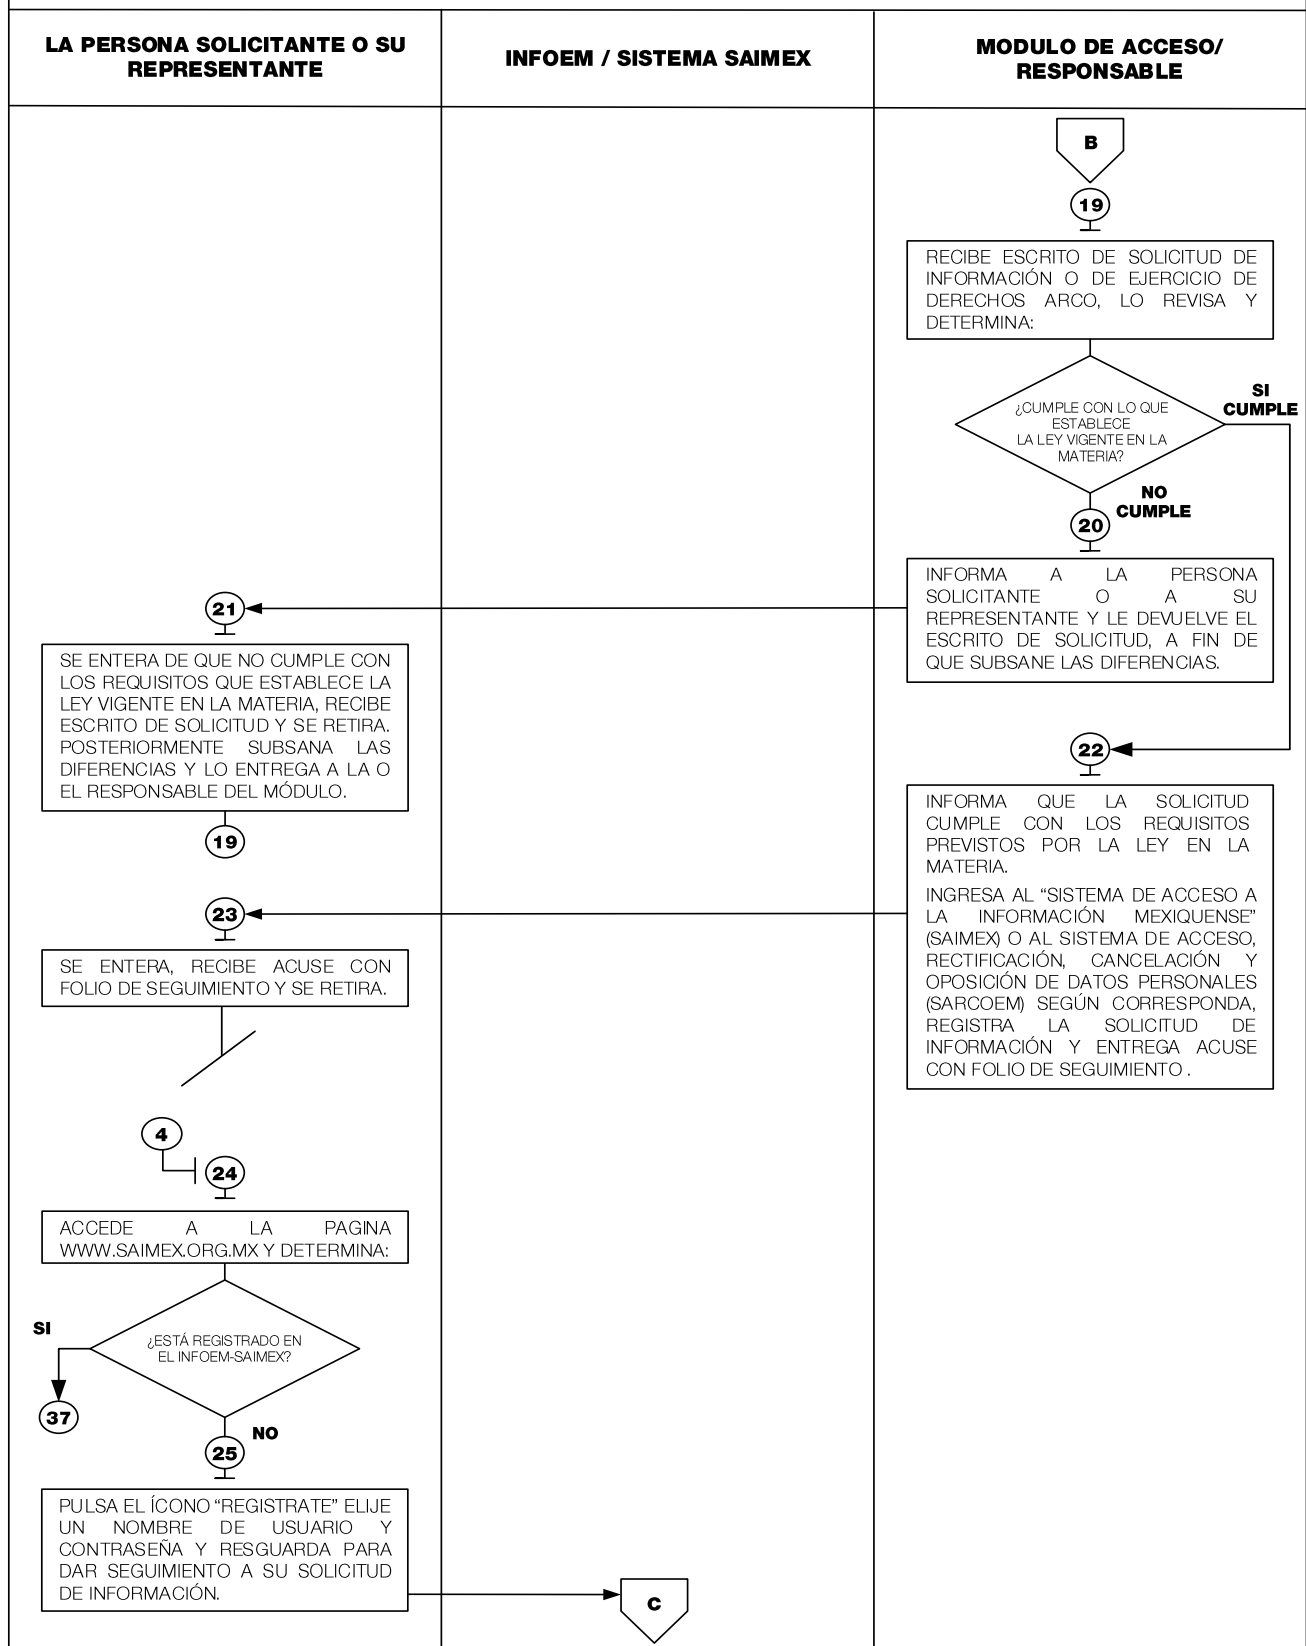 LA PERSONA SOLICITANTE O SU
REPRESENTANTE
INFOEM / SISTEMA SAIMEX
MODULO DE ACCESO/
RESPONSABLE
B
19
RECIBE ESCRITO DE SOLICITUD DE
INFORMACIÓN O DE EJERCICIO DE
DERECHOS ARCO, LO REVISA Y
DETERMINA:
¿CUMPLE CON LO QUE
ESTABLECE
LA LEY VIGENTE EN LA
MATERIA?
SI
CUMPLE
NO
CUMPLE
20
INFORMA A LA PERSONA
SOLICITANTE O A SU
REPRESENTANTE Y LE DEVUELVE EL
ESCRITO DE SOLICITUD, A FIN DE
QUE SUBSANE LAS DIFERENCIAS.
21
SE ENTERA DE QUE NO CUMPLE CON
LOS REQUISITOS QUE ESTABLECE LA
LEY VIGENTE EN LA MATERIA, RECIBE
ESCRITO DE SOLICITUD Y SE RETIRA.
POSTERIORMENTE SUBSANA LAS
DIFERENCIAS Y LO ENTREGA A LA O
EL RESPONSABLE DEL MÓDULO.
19
22
INFORMA QUE LA SOLICITUD
CUMPLE CON LOS REQUISITOS
PREVISTOS POR LA LEY EN LA
MATERIA.
INGRESA AL “SISTEMA DE ACCESO A
LA INFORMACIÓN MEXIQUENSE”
(SAIMEX) O AL SISTEMA DE ACCESO,
RECTIFICACIÓN, CANCELACIÓN Y
OPOSICIÓN DE DATOS PERSONALES
(SARCOEM) SEGÚN CORRESPONDA,
REGISTRA LA SOLICITUD DE
INFORMACIÓN Y ENTREGA ACUSE
CON FOLIO DE SEGUIMIENTO .
23
SE ENTERA, RECIBE ACUSE CON
FOLIO DE SEGUIMIENTO Y SE RETIRA.
4
24
ACCEDE A LA PAGINA
WWW.SAIMEX.ORG.MX Y DETERMINA:
¿ESTÁ REGISTRADO EN
EL INFOEM-SAIMEX?
SI
37
NO
25
PULSA EL ÍCONO “REGISTRATE” ELIJE
UN NOMBRE DE USUARIO Y
CONTRASEÑA Y RESGUARDA PARA
DAR SEGUIMIENTO A SU SOLICITUD
DE INFORMACIÓN.
C